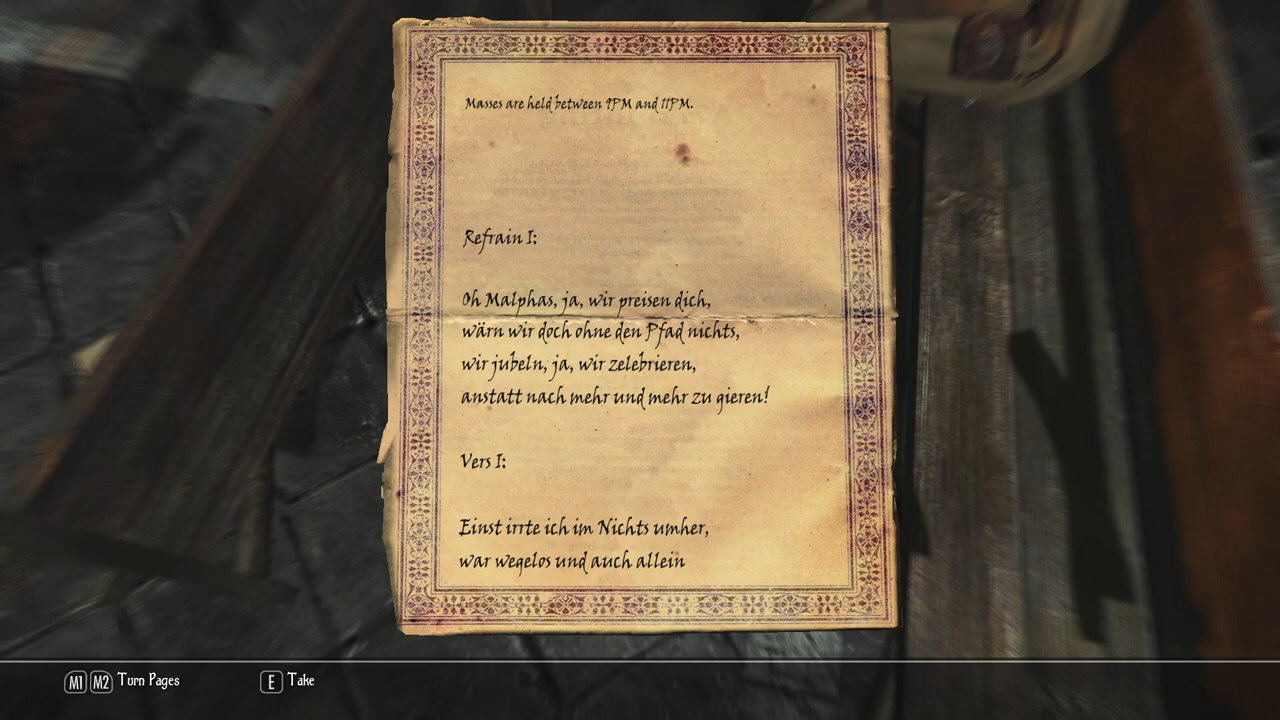 Masses are held between 9PM and 11PM.
Refrain I:
Oh Malphas, ja, wir preisen dich,
wärn wir doch ohne den Pfad nichts,
wir jubeln, ja, wir zelebrieren,
anstatt nach mehr und mehr zu gieren!
Vers I:
Einst irrte ich im Nichts umher,
war wegelos und auch allein
M1 M2 Turn Pages
E Take